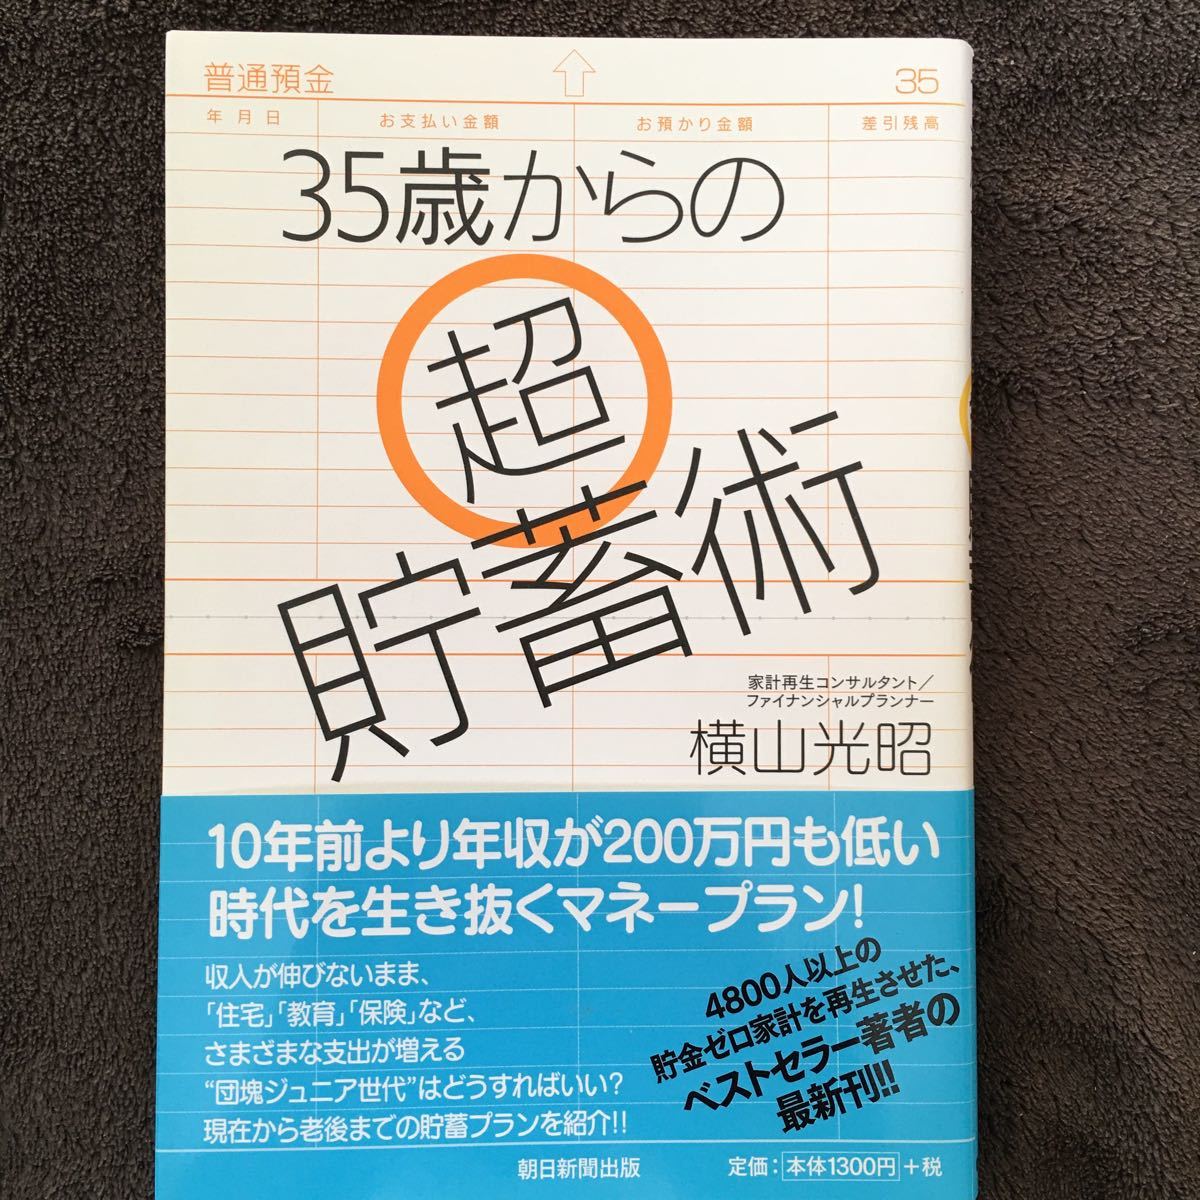 普通預金
35
年月日
お支払い金額
お預かり金額
差引残高
35歳からの
超
貯蓄術
家計再生コンサルタント／
ファイナンシャルプランナー
横山光昭
10年前より年収が200万円も低い
時代を生き抜くマネープラン!
収入が伸びないまま、
「住宅」「教育」「保険」など、
さまざまな支出が増える
“団塊ジュニア世代”はどうすればいい?
現在から老後までの貯蓄プランを紹介!!
4800人以上の
貯金ゼロ家計を再生させた、
ベストセラー著者の
最新刊!!
朝日新聞出版
定価:本体1300円+税